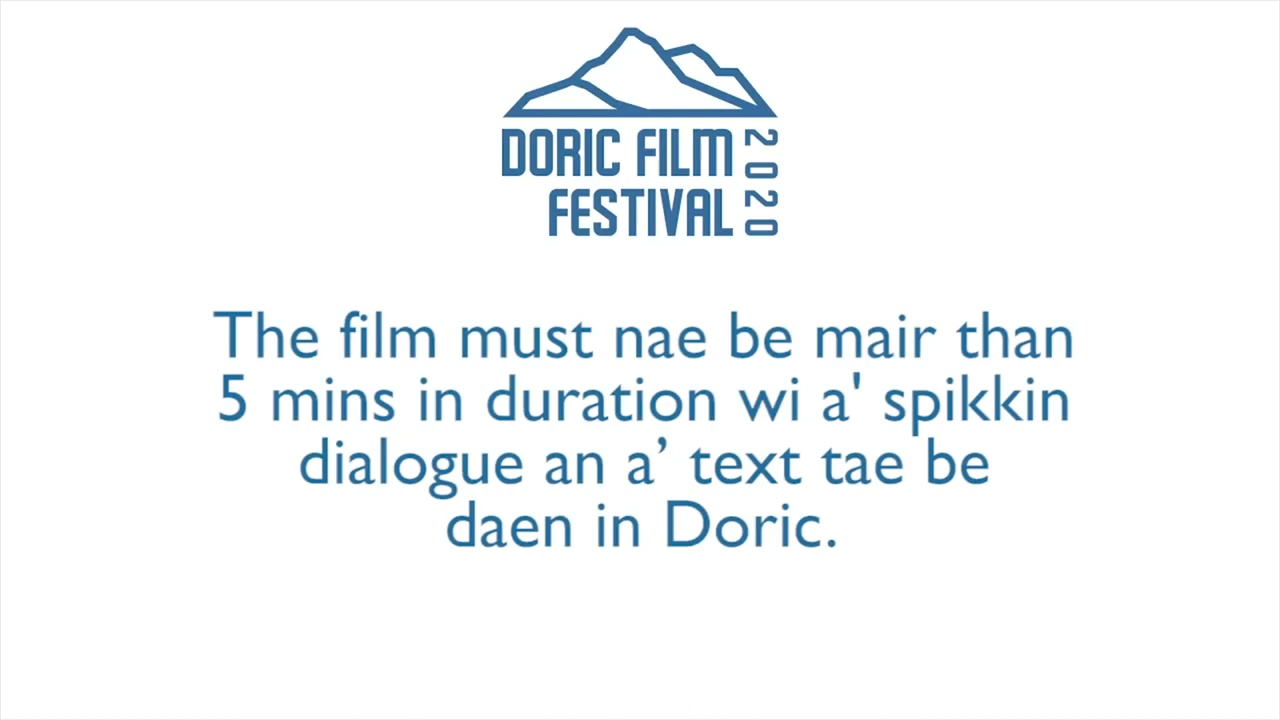 DORIC FILM
FESTIVAL
2020
The film must nae be mair than
5 mins in duration wi a' spikkin
dialogue an a’ text tae be
daen in Doric.